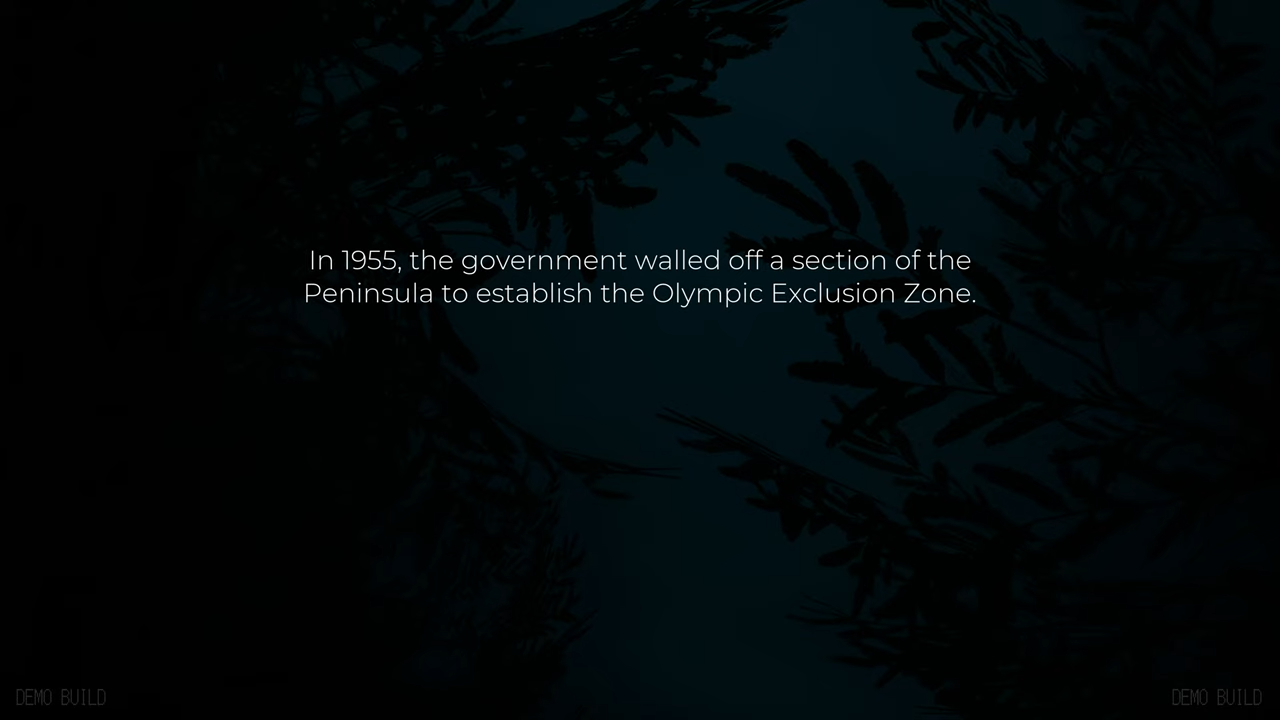 In 1955, the government walled off a section of the
Peninsula to establish the Olympic Exclusion Zone.
DEMO BUILD
DEMO BUILD